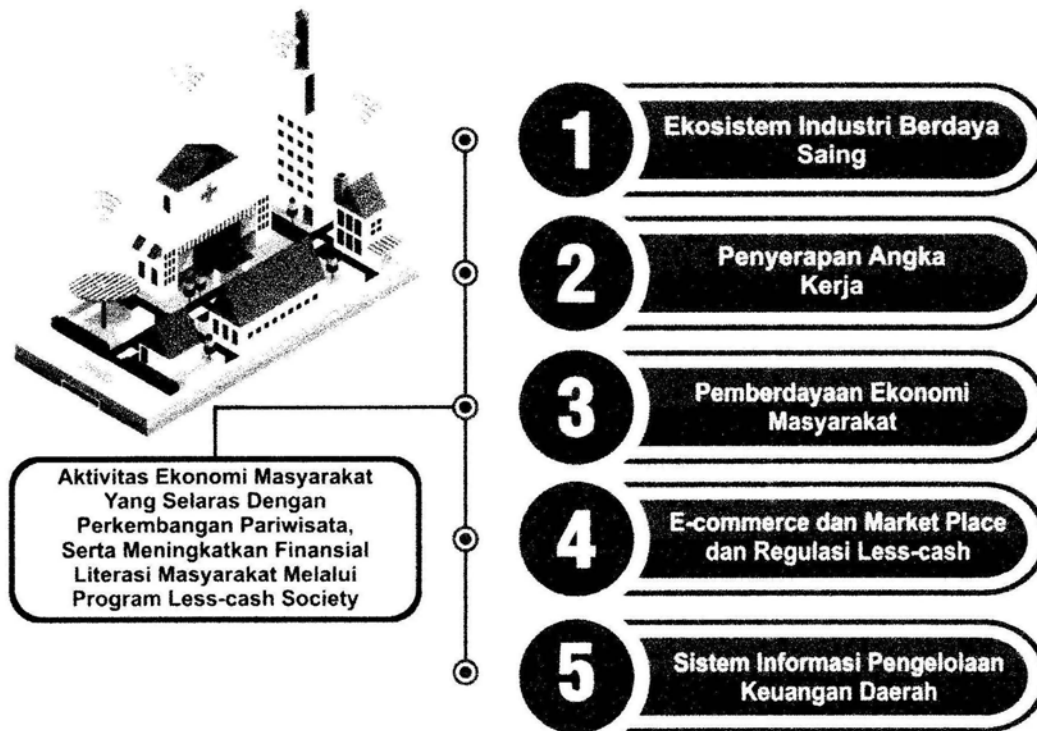 1
Ekosistem Industri Berdaya
Saing
2
Penyerapan Angka
Kerja
3
Pemberdayaan Ekonomi
Masyarakat
4
E-commerce dan Market Place
dan Regulasi Less-cash
5
Sistem Informasi Pengelolaan
Keuangan Daerah
Aktivitas Ekonomi Masyarakat
Yang Selaras Dengan
Perkembangan Pariwisata,
Serta Meningkatkan Finansial
Literasi Masyarakat Melalui
Program Less-cash Society